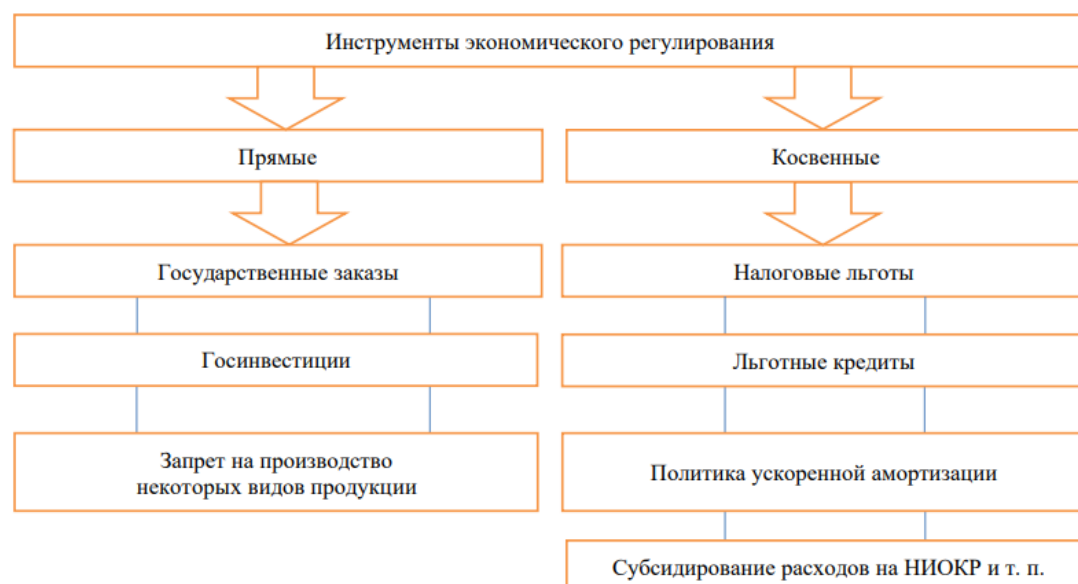 Инструменты экономического регулирования
Прямые
Косвенные
Государственные заказы
Налоговые льготы
Госинвестиции
Льготные кредиты
Запрет на производство
некоторых видов продукции
Политика ускоренной амортизации
Субсидирование расходов на НИОКР и т. п.